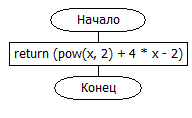 Начало
return (pow(x, 2) + 4 * x - 2)
Конец